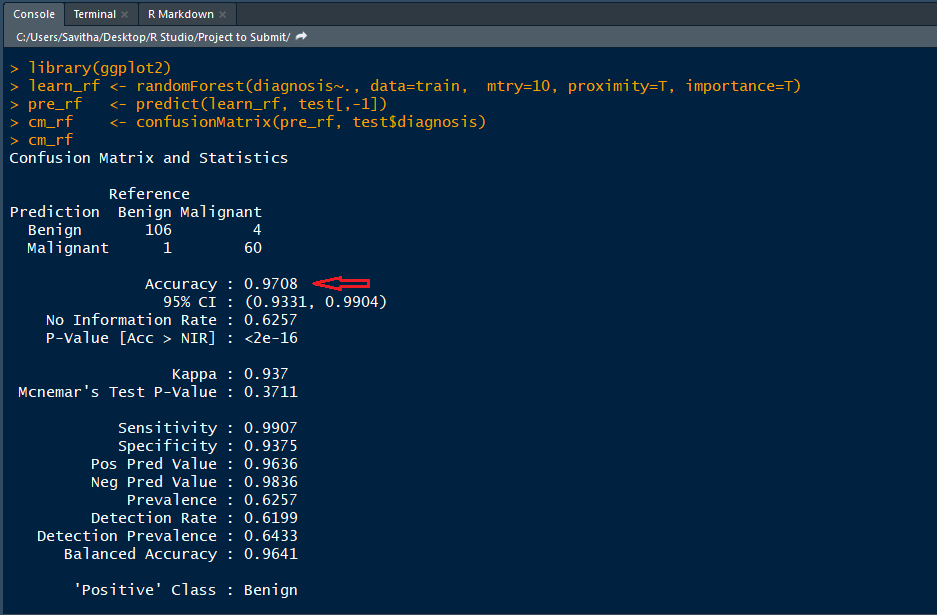 Console Terminal × R Markdown ×
C:/Users/Savitha/Desktop/R Studio/Project to Submit/
> library(ggplot2)
> learn_rf <- randomForest(diagnosis~., data=train,  mtry=10, proximity=T, importance=T)
> pre_rf   <- predict(learn_rf, test[,-1])
> cm_rf    <- confusionMatrix(pre_rf, test$diagnosis)
> cm_rf
Confusion Matrix and Statistics
Reference
Prediction  Benign Malignant
Benign       106         4
Malignant      1        60
Accuracy : 0.9708
95% CI : (0.9331, 0.9904)
No Information Rate : 0.6257
P-Value [Acc > NIR] : <2e-16
Kappa : 0.937
Mcnemar's Test P-Value : 0.3711
Sensitivity : 0.9907
Specificity : 0.9375
Pos Pred Value : 0.9636
Neg Pred Value : 0.9836
Prevalence : 0.6257
Detection Rate : 0.6199
Detection Prevalence : 0.6433
Balanced Accuracy : 0.9641
'Positive' Class : Benign